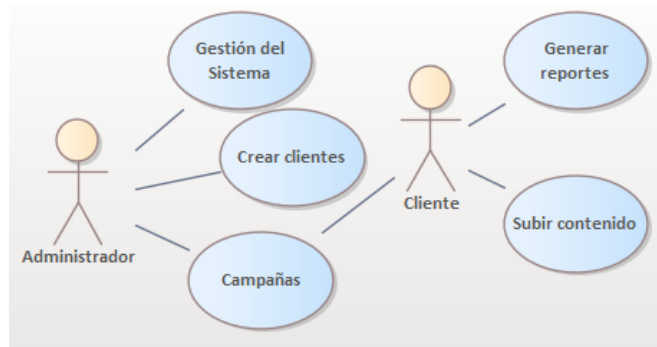 Gestión del
Sistema
Generar
reportes
Crear clientes
Cliente
Subir contenido
Administrador
Campañas